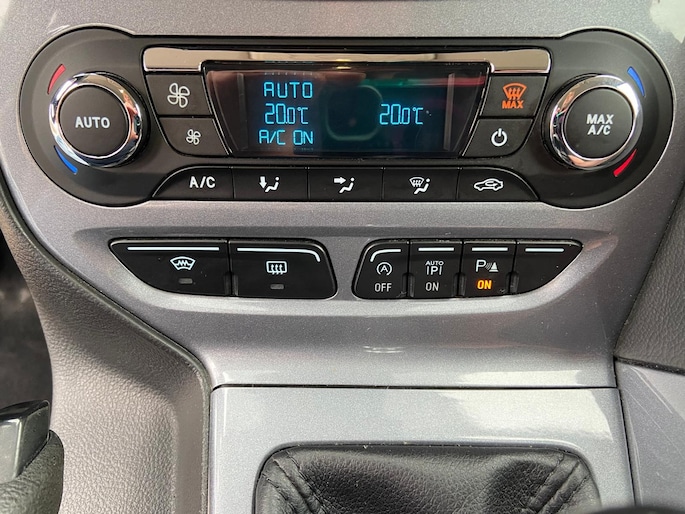 AUTO
AUTO
20.0°C 20.0°C
A/C ON
MAX
MAX
A/C
A/C
OFF
AUTO
P
ON
P
ON